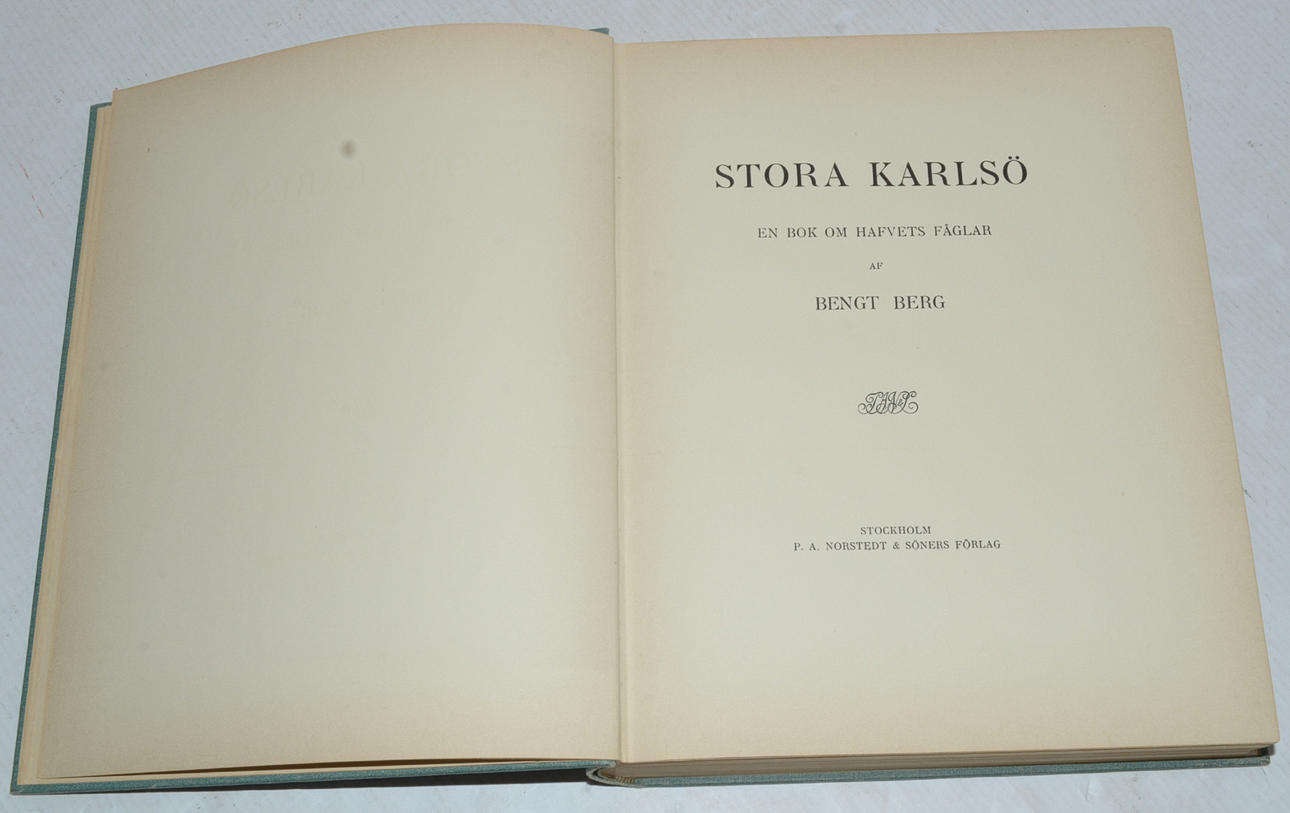 STORA KARLSÖ
EN BOK OM HAFVETS FÅGLAR
AF
BENGT BERG
STOCKHOLM
P. A. NORSTEDT & SÖNERS FÖRLAG